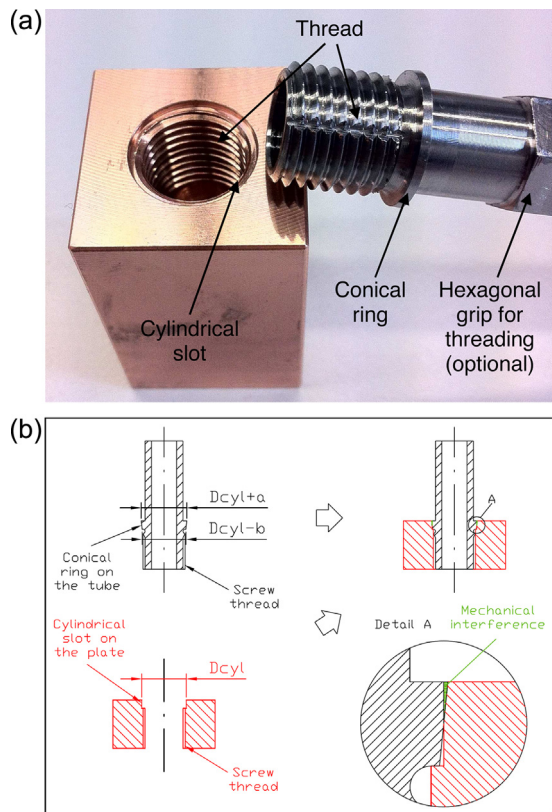 (a)
Thread
Cylindrical
slot
Conical
ring
Hexagonal
grip for
threading
(optional)
(b)
Dcyl+a
Dcyl-b
Conical
ring on
the tube
Screw
thread
A
Cylindrical
slot on
the plate
Dcyl
Screw
thread
Detail A
Mechanical
interference